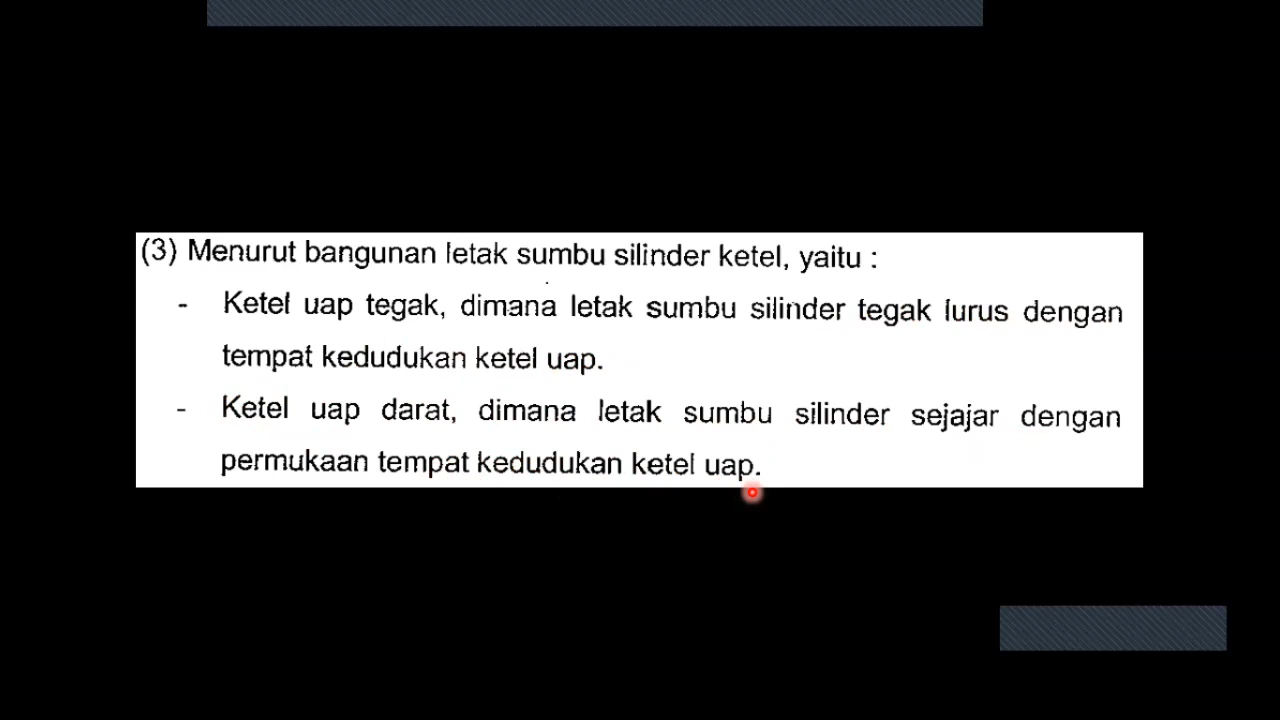 (3) Menurut bangunan letak sumbu silinder ketel, yaitu :
- Ketel uap tegak, dimana letak sumbu silinder tegak lurus dengan
tempat kedudukan ketel uap.
- Ketel uap darat, dimana letak sumbu silinder sejajar dengan
permukaan tempat kedudukan ketel uap.